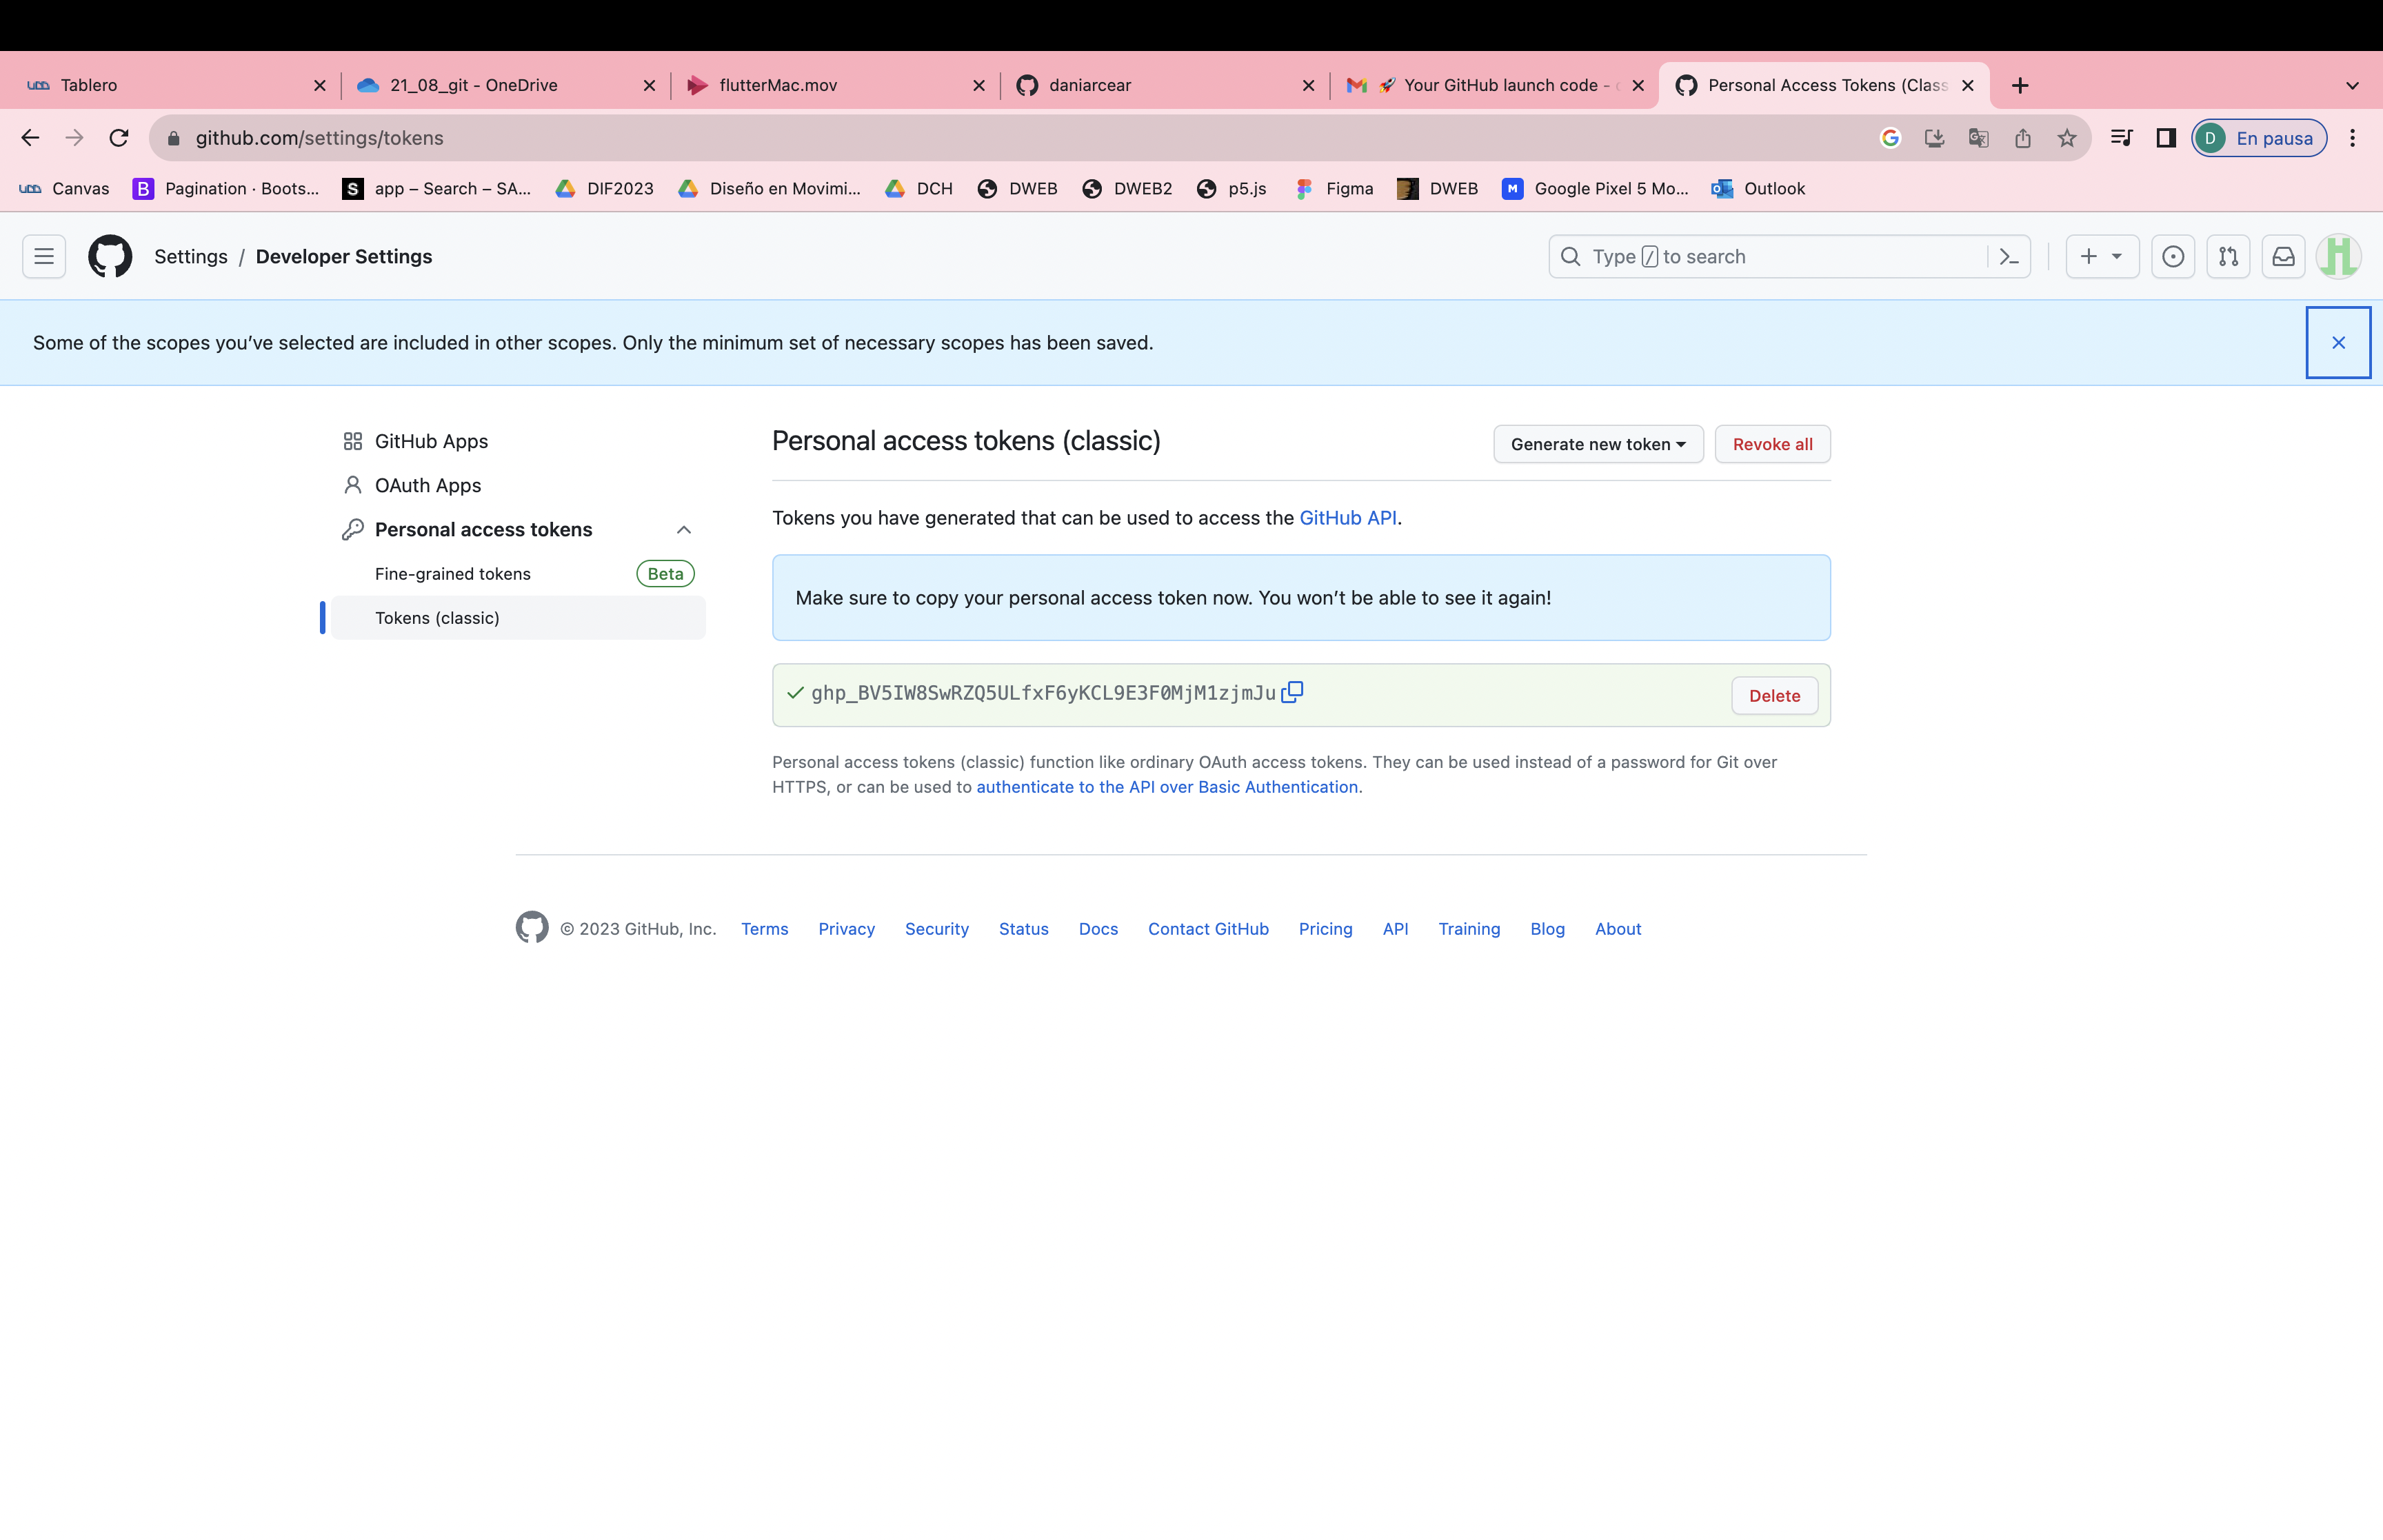 Tablero
21_08_git - OneDrive
flutterMac.mov
daniarcear
🚀 Your GitHub launch code -
Personal Access Tokens (Class
github.com/settings/tokens
D En pausa
Canvas
Pagination · Boots...
app – Search – SA...
DIF2023
Diseño en Movimi...
DCH
DWEB
DWEB2
p5.js
Figma
DWEB
Google Pixel 5 Mo...
Outlook
Settings / Developer Settings
Type / to search
Some of the scopes you’ve selected are included in other scopes. Only the minimum set of necessary scopes has been saved.
GitHub Apps
OAuth Apps
Personal access tokens
Fine-grained tokens Beta
Tokens (classic)
Personal access tokens (classic)
Generate new token
Revoke all
Tokens you have generated that can be used to access the GitHub API.
Make sure to copy your personal access token now. You won’t be able to see it again!
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
Delete
Personal access tokens (classic) function like ordinary OAuth access tokens. They can be used instead of a password for Git over
HTTPS, or can be used to authenticate to the API over Basic Authentication.
© 2023 GitHub, Inc. Terms Privacy Security Status Docs Contact GitHub Pricing API Training Blog About